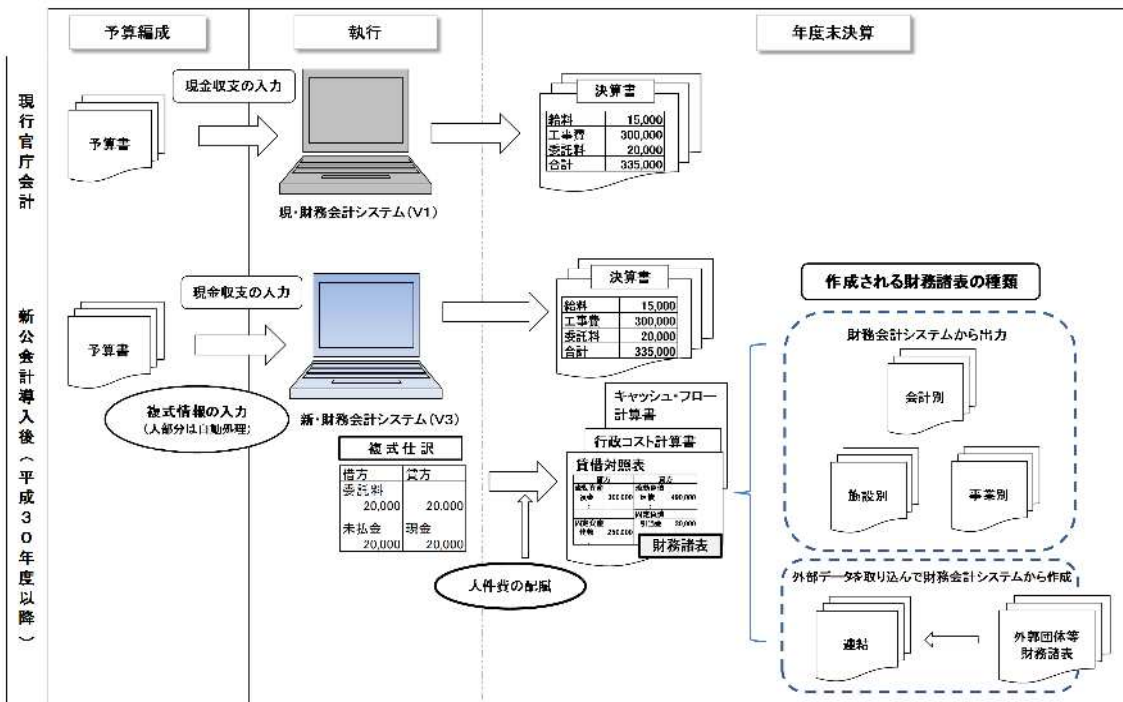 予算編成
執行
年度末決算
現行官庁会計
予算書
現金収支の入力
現・財務会計システム(V1)
決算書
給料 15,000
工事費 300,000
委託料 20,000
合計 335,000
新公会計導入後(平成30年度以降)
予算書
現金収支の入力
複式情報の入力
(大部分は自動処理)
新・財務会計システム(V3)
複式仕訳
借方 貸方
委託料
20,000 20,000
未払金 現金
20,000 20,000
決算書
給料 15,000
工事費 300,000
委託料 20,000
合計 335,000
キャッシュ・フロー
計算書
行政コスト計算書
貸借対照表
財務諸表
人件費の配賦
作成される財務諸表の種類
財務会計システムから出力
会計別
施設別
事業別
外部データを取り込んで財務会計システムから作成
連結
外郭団体等
財務諸表